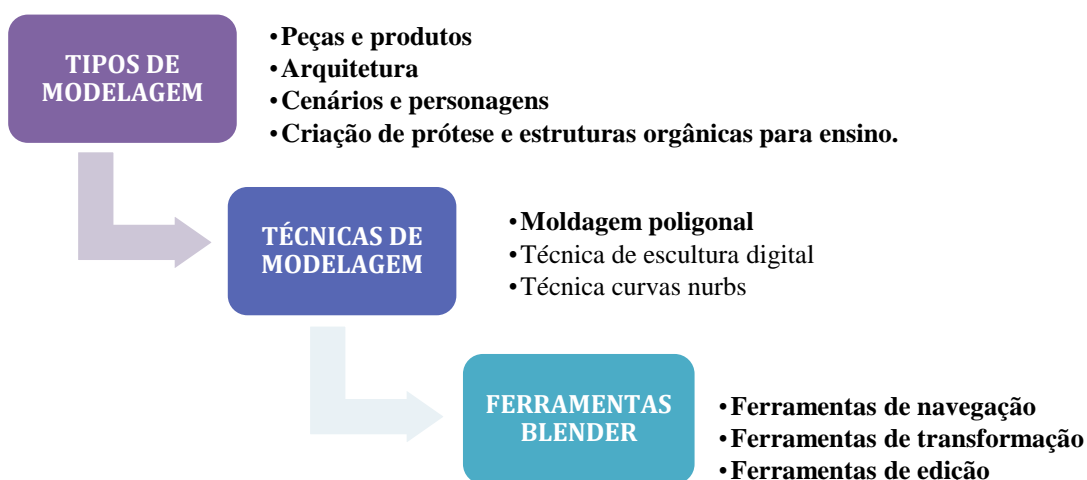 TIPOS DE
MODELAGEM
•Peças e produtos
•Arquitetura
•Cenários e personagens
•Criação de prótese e estruturas orgânicas para ensino.
TÉCNICAS DE
MODELAGEM
•Moldagem poligonal
•Técnica de escultura digital
•Técnica curvas nurbs
FERRAMENTAS
BLENDER
•Ferramentas de navegação
•Ferramentas de transformação
•Ferramentas de edição